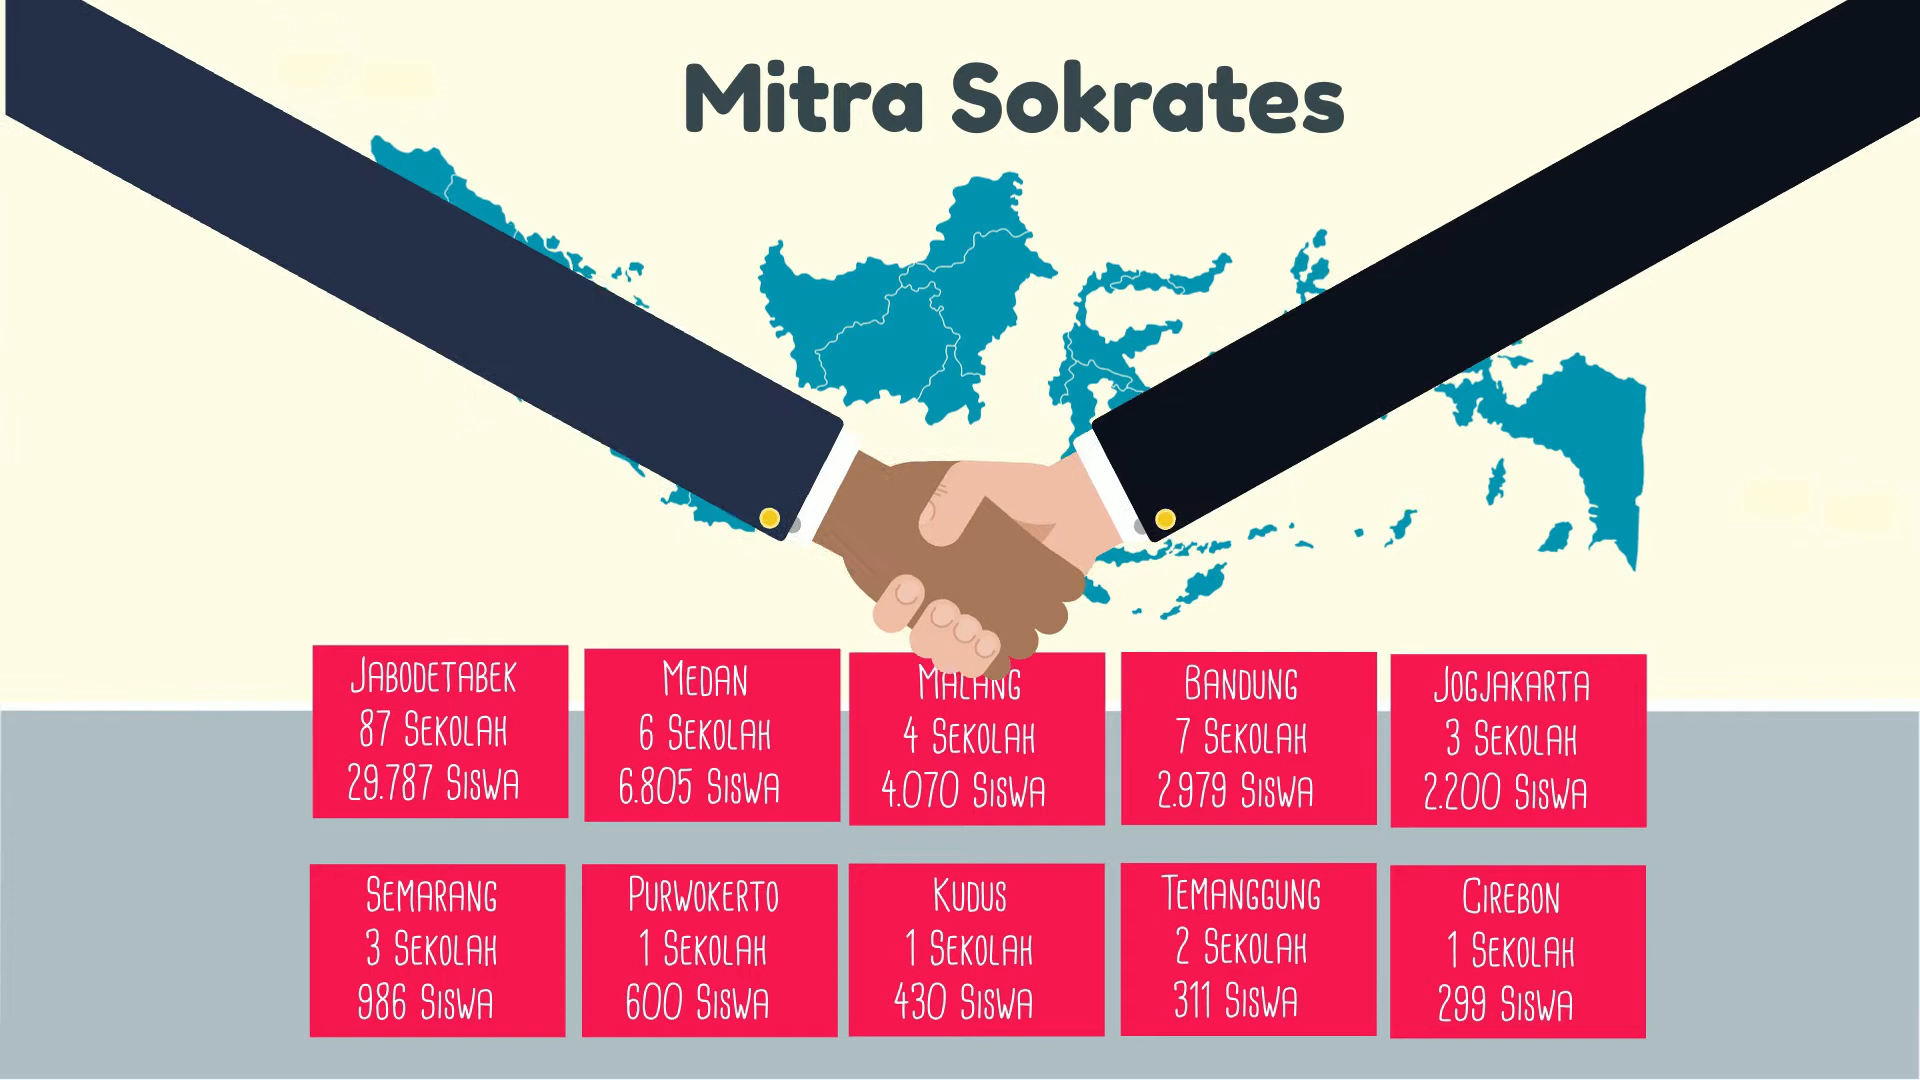 Mitra Sokrates
Jabodetabek
87 Sekolah
29.787 Siswa
Medan
6 Sekolah
6.805 Siswa
Malang
4 Sekolah
4.070 Siswa
Bandung
7 Sekolah
2.979 Siswa
Jogjakarta
3 Sekolah
2.200 Siswa
Semarang
3 Sekolah
986 Siswa
Purwokerto
1 Sekolah
600 Siswa
Kudus
1 Sekolah
430 Siswa
Temanggung
2 Sekolah
311 Siswa
Cirebon
1 Sekolah
299 Siswa